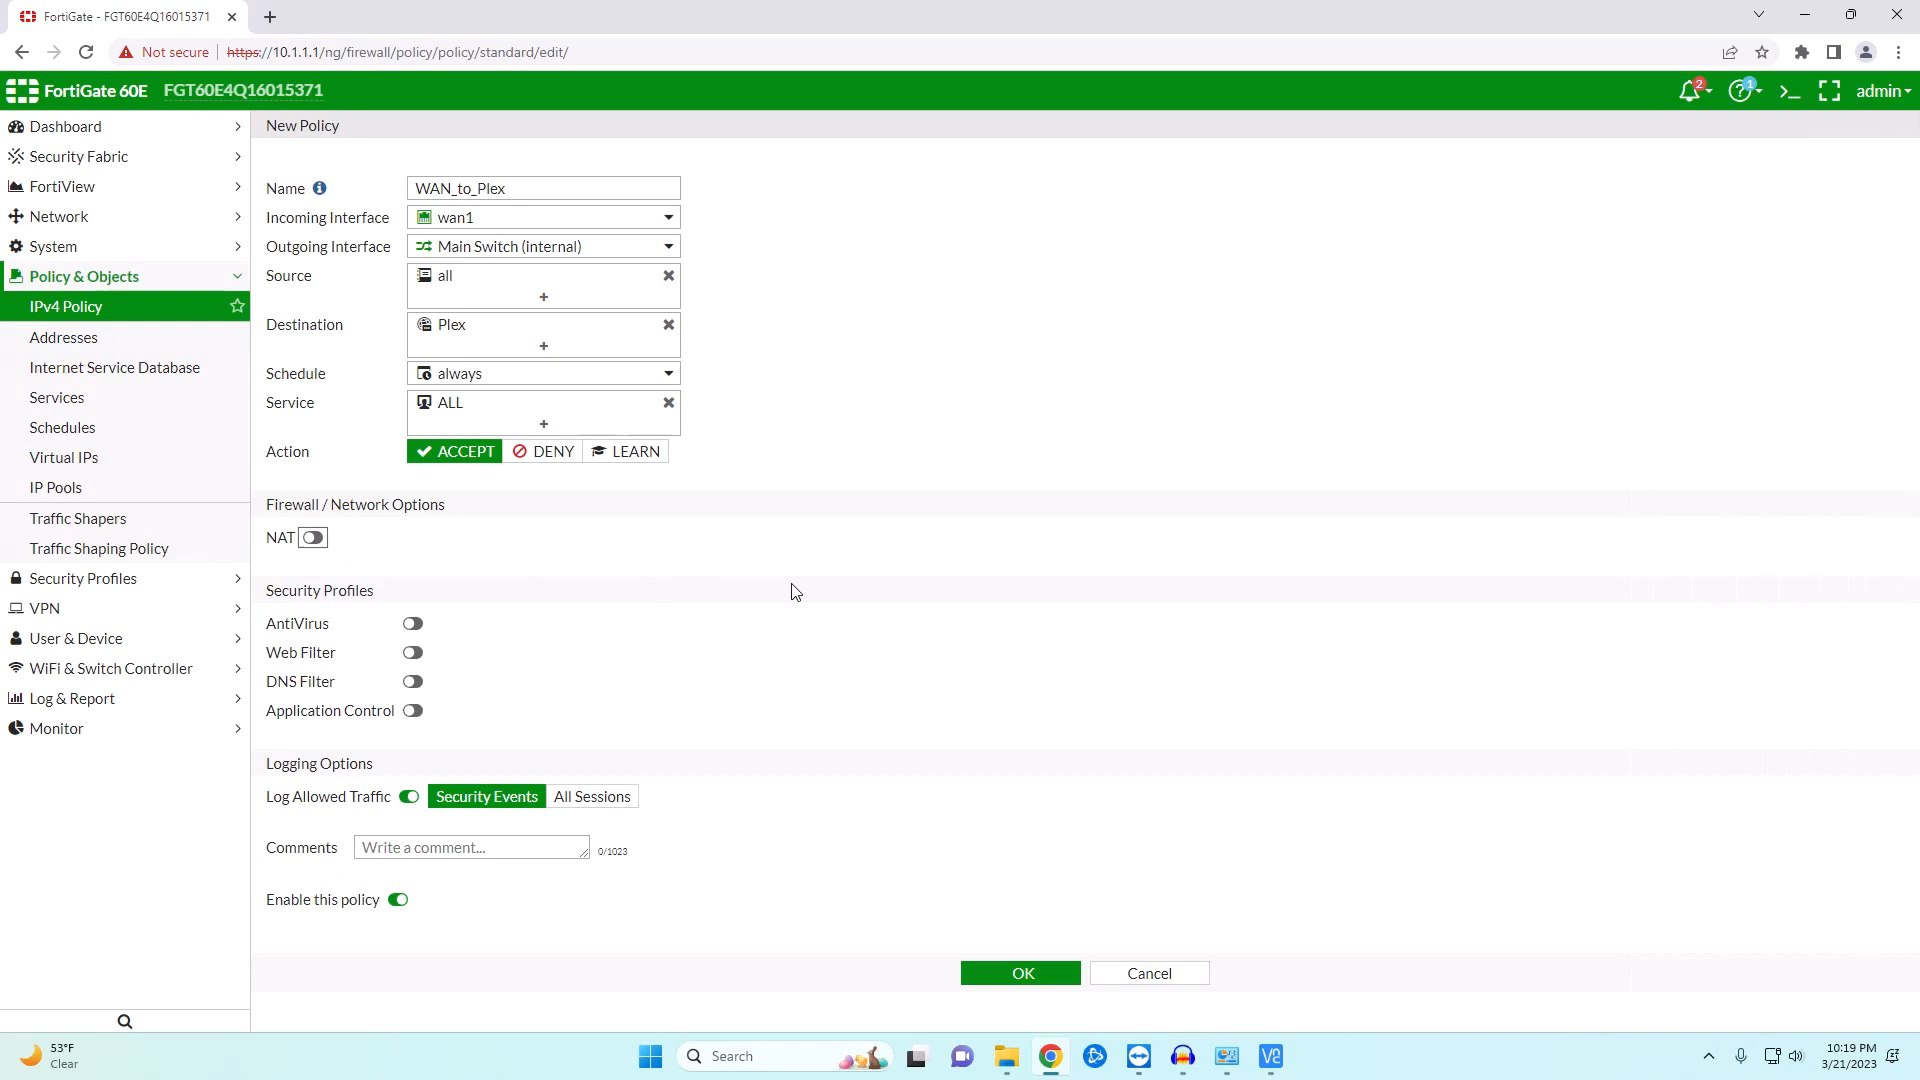 FortiGate - FGT60E4Q16015371
Not secure
https://10.1.1.1/ng/firewall/policy/policy/standard/edit/
FortiGate 60E
FGT60E4Q16015371
2
1
admin
Dashboard
Security Fabric
FortiView
Network
System
Policy & Objects
IPv4 Policy
Addresses
Internet Service Database
Services
Schedules
Virtual IPs
IP Pools
Traffic Shapers
Traffic Shaping Policy
Security Profiles
VPN
User & Device
WiFi & Switch Controller
Log & Report
Monitor
New Policy
Name WAN_to_Plex
Incoming Interface wan1
Outgoing Interface Main Switch (internal)
Source all
+
Destination Plex
+
Schedule always
Service ALL
+
Action ACCEPT DENY LEARN
Firewall / Network Options
NAT
Security Profiles
AntiVirus
Web Filter
DNS Filter
Application Control
Logging Options
Log Allowed Traffic Security Events All Sessions
Comments Write a comment... 0/1023
Enable this policy
OK Cancel
53°F
Clear
Search
10:19 PM
3/21/2023